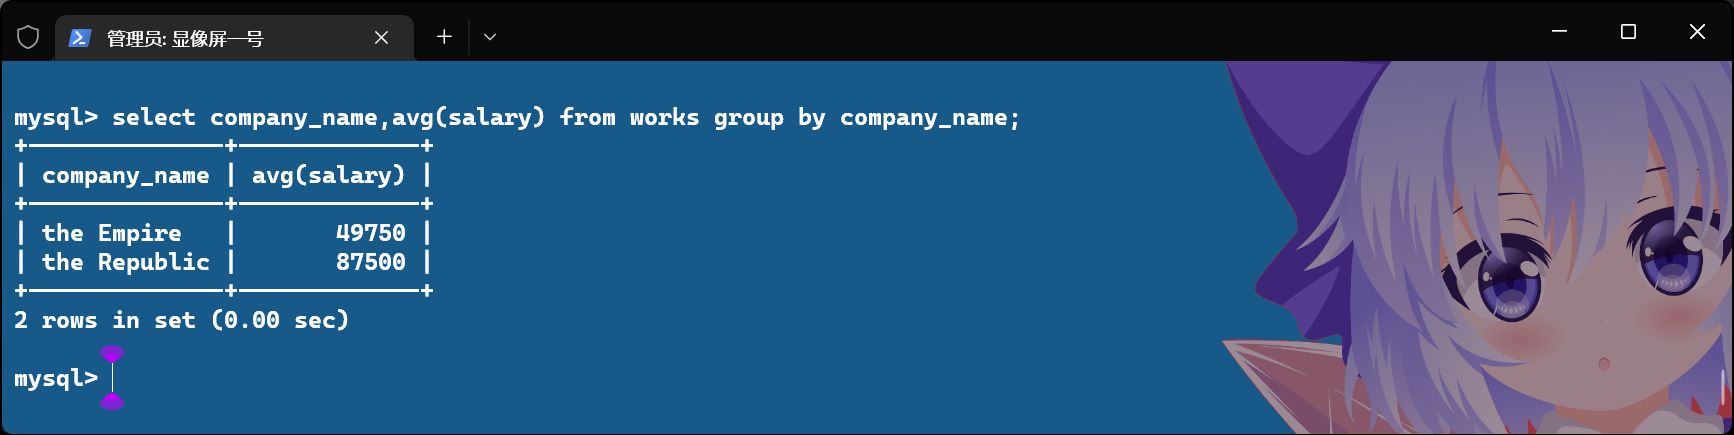 管理员: 显像屏一号
mysql> select company_name,avg(salary) from works group by company_name;
+--------------+-------------+
| company_name | avg(salary) |
+--------------+-------------+
| the Empire   |       49750 |
| the Republic |       87500 |
+--------------+-------------+
2 rows in set (0.00 sec)
mysql>